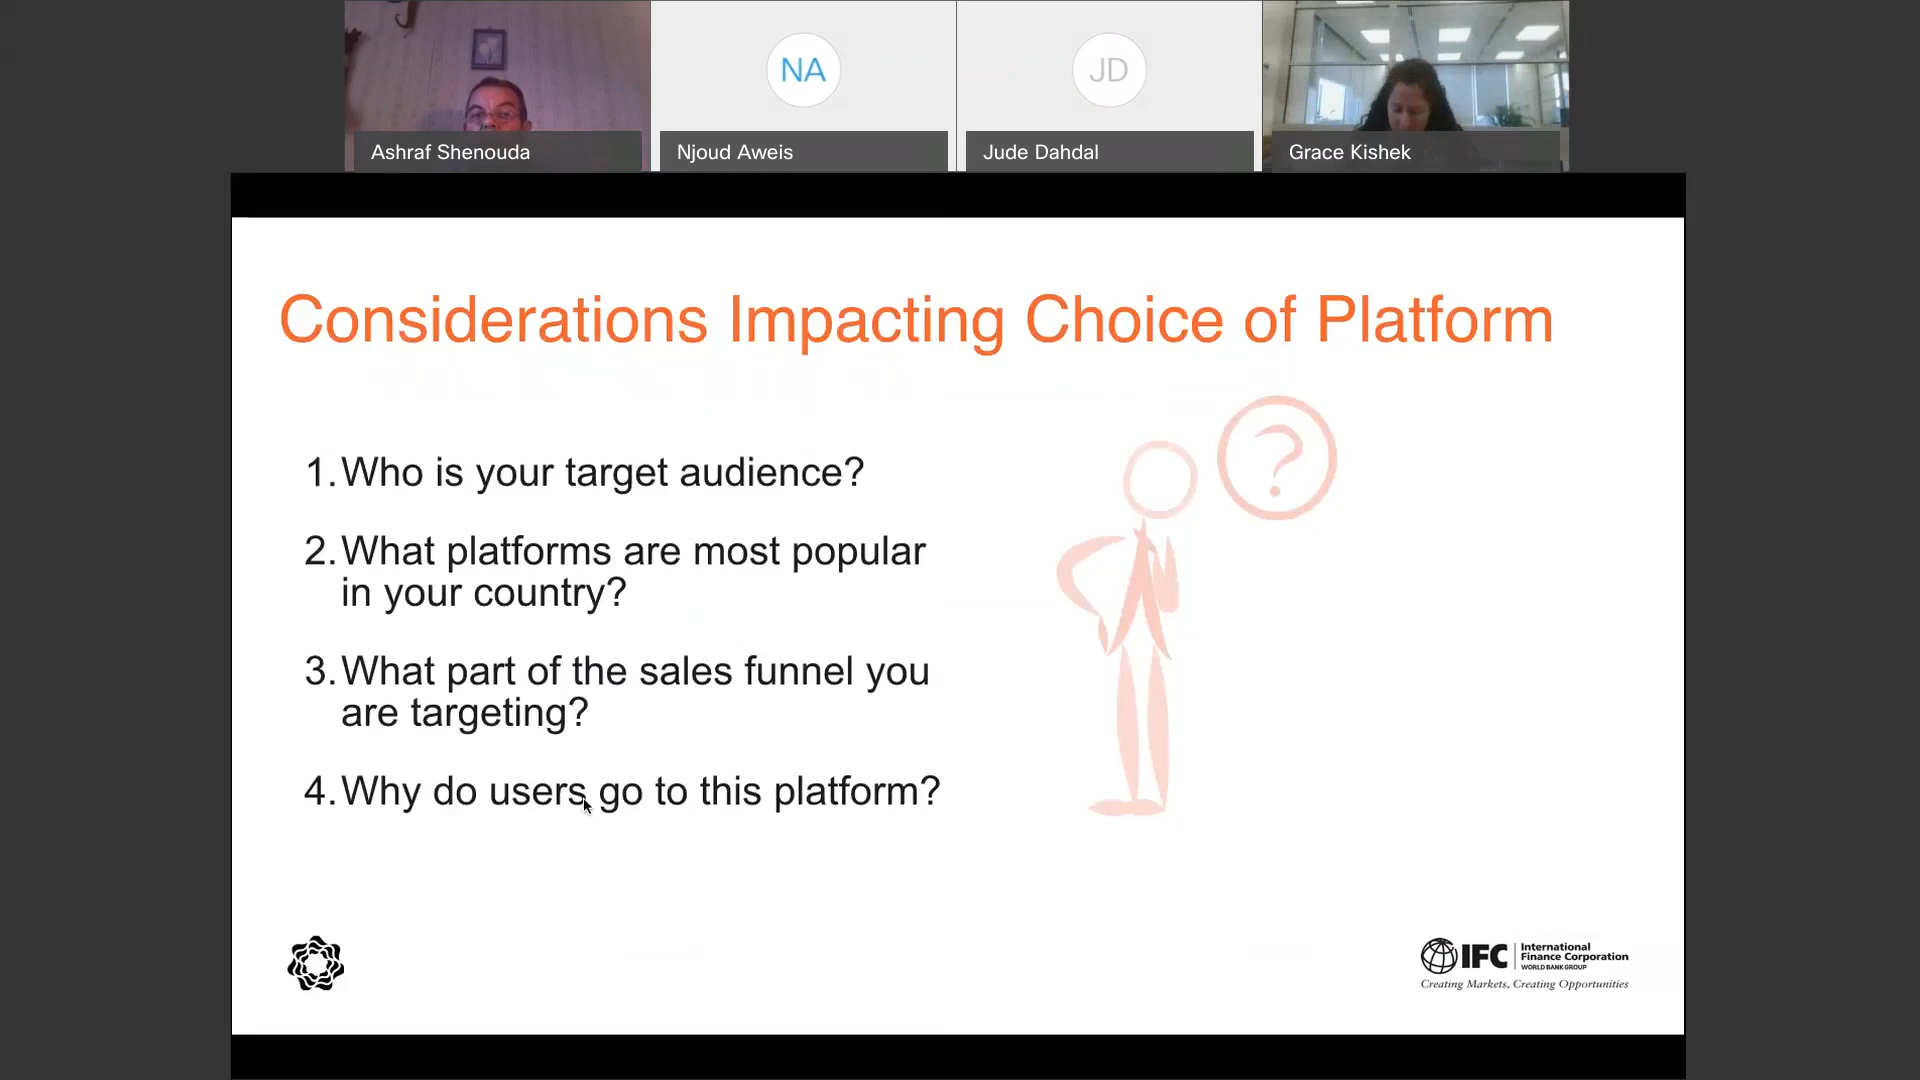 NA
JD
Ashraf Shenouda
Njoud Aweis
Jude Dahdal
Grace Kishek
Considerations Impacting Choice of Platform
?
1. Who is your target audience?
2. What platforms are most popular
in your country?
3. What part of the sales funnel you
are targeting?
4. Why do users go to this platform?
IFC
International
Finance Corporation
WORLD BANK GROUP
Creating Markets, Creating Opportunities